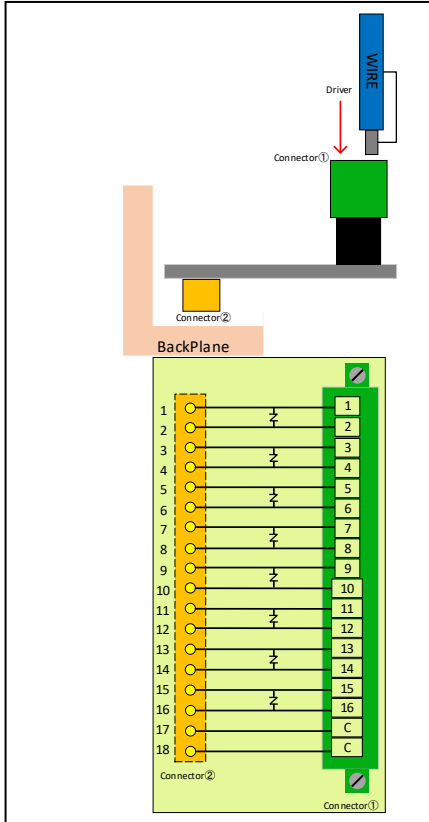 WIRE
Driver
Connector①
Connector②
BackPlane
1 1
2 2
3 3
4 4
5 5
6 6
7 7
8 8
9 9
10 10
11 11
12 12
13 13
14 14
15 15
16 16
17 C
18 C
Connector②
Connector①